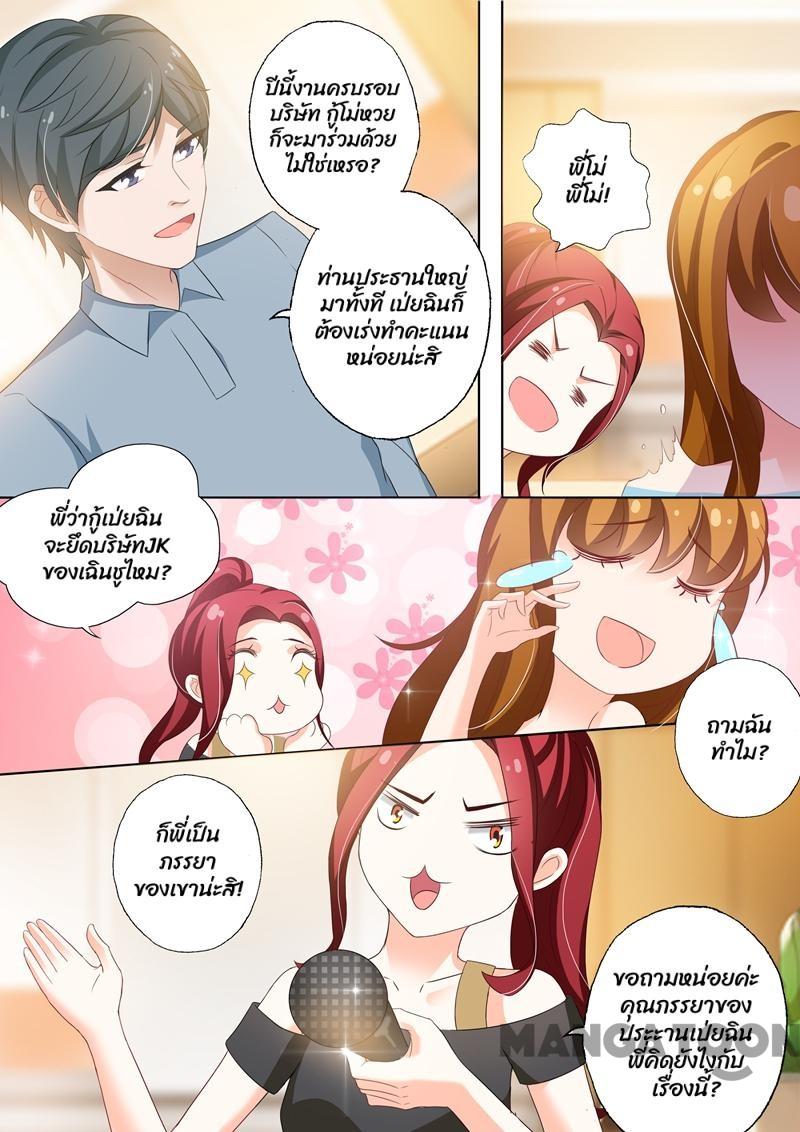 ปีนี้งานครบรอบ
บริษัท กู้โม่หวย
ก็จะมาร่วมด้วย
ไม่ใช่เหรอ?
ท่านประธานใหญ่
มาทั้งที เป่ยฉินก็
ต้องเร่งทำคะแนน
หน่อยน่ะสิ
พี่โม่
พี่โม่!
พี่ว่ากู้เป่ยฉิน
จะยึดบริษัทJK
ของเฉินชูไหม?
ถามฉัน
ทำไม?
ก็พี่เป็น
ภรรยา
ของเขาน่ะสิ!
ขอถามหน่อยค่ะ
คุณภรรยาของ
ประะานเป่ยฉิน
พี่คิดยังไงกับ
เรื่องนี้?
MANGATOON